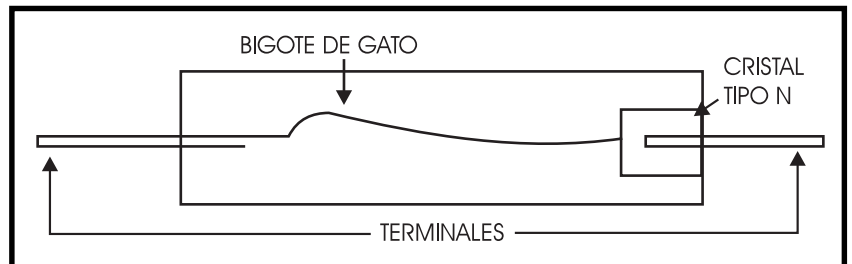 BIGOTE DE GATO
CRISTAL
TIPO N
TERMINALES